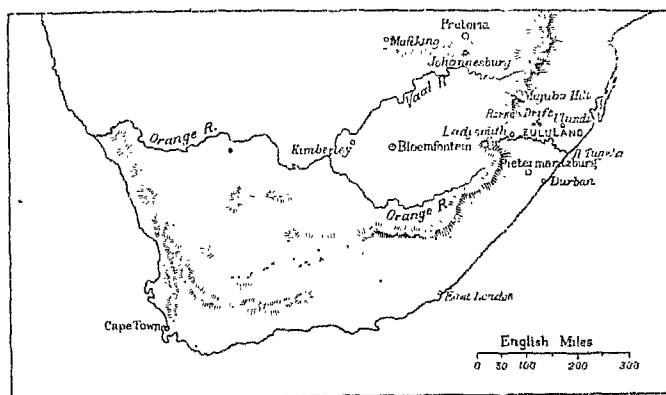 Pretoria
Mafeking
Johannesburg
Vaal R.
Majuba Hill
Rorke's Drift
Ulundi
Orange R.
Ladysmith
ZULULAND
Kimberley
Bloemfontein
R. Tugela
Pietermaritzburg
Durban
Orange R.
East London
Cape Town
English Miles
0 50 100 200 300